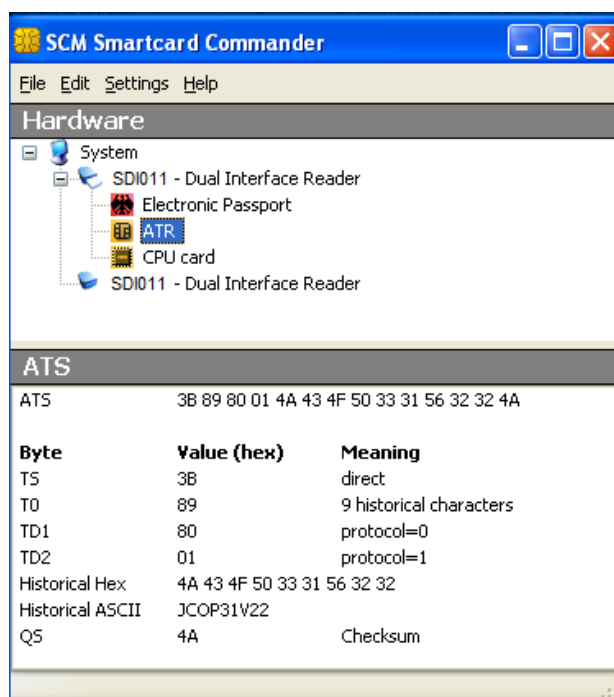 SCM Smartcard Commander
File Edit Settings Help
Hardware
System
SDI011 - Dual Interface Reader
Electronic Passport
ATR
CPU card
SDI011 - Dual Interface Reader
ATS
ATS 3B 89 80 01 4A 43 4F 50 33 31 56 32 32 4A
Byte Value (hex) Meaning
TS 3B direct
T0 89 9 historical characters
TD1 80 protocol=0
TD2 01 protocol=1
Historical Hex 4A 43 4F 50 33 31 56 32 32
Historical ASCII JCOP31V22
QS 4A Checksum